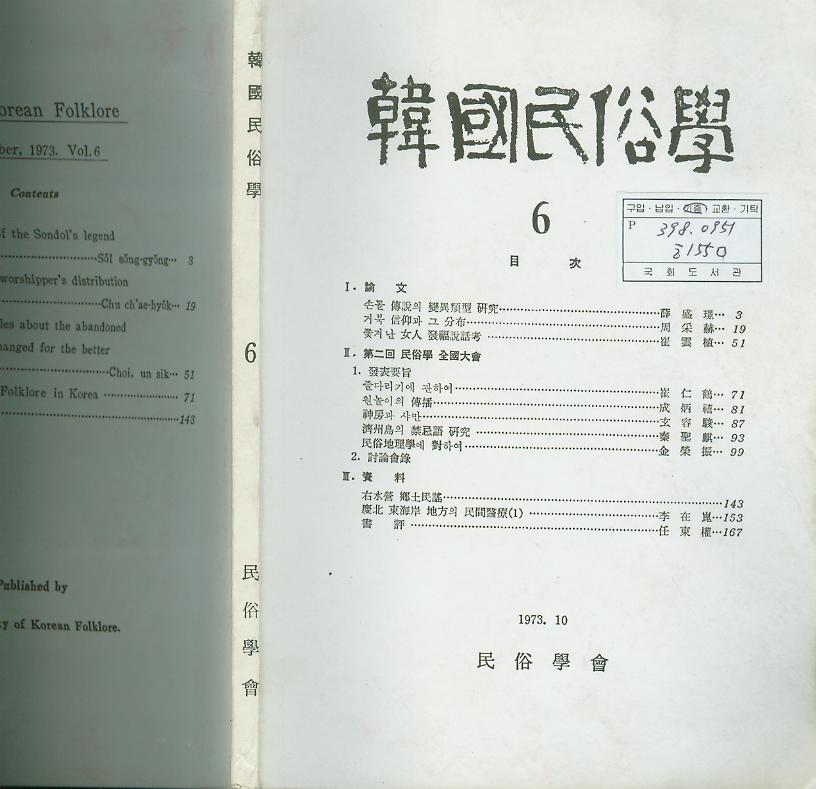 orean Folklore
ber, 1973. Vol.6
Contents
f the Sondol's legend
Sŏl sŏng-gyŏng… 3
worshipper's distribution
Chu ch'ae-hyŏk… 19
les about the abandoned
anged for the better
Choi, un sik… 51
Folklore in Korea 71
143
Published by
ty of Korean Folklore.
韓國民俗學
6
民俗學會
韓國民俗學
6
구입·납입·기증 교환·기탁
P
398.0951
ㄹ155ㅁ
국회도서관
目次
Ⅰ. 論文
손돌 傳說의 變異類型 硏究 薛盛璟… 3
거북 信仰과 그 分布 周采赫… 19
쫓겨난 女人 發福說話考 崔雲植… 51
Ⅱ. 第二回 民俗學 全國大會
1. 發表要旨
줄다리기에 관하여 崔仁鶴… 71
원놀이의 傳播 成炳禧… 81
神房과 샤만 玄容駿… 87
濟州島의 禁忌語 硏究 秦聖麒… 93
民俗地理學에 對하여 金榮振… 99
2. 討論會錄
Ⅲ. 資料
右水營 鄕土民謠 143
慶北 東海岸 地方의 民間醫療(1) 李在崑…153
書評 任東權…167
1973. 10
民俗學會